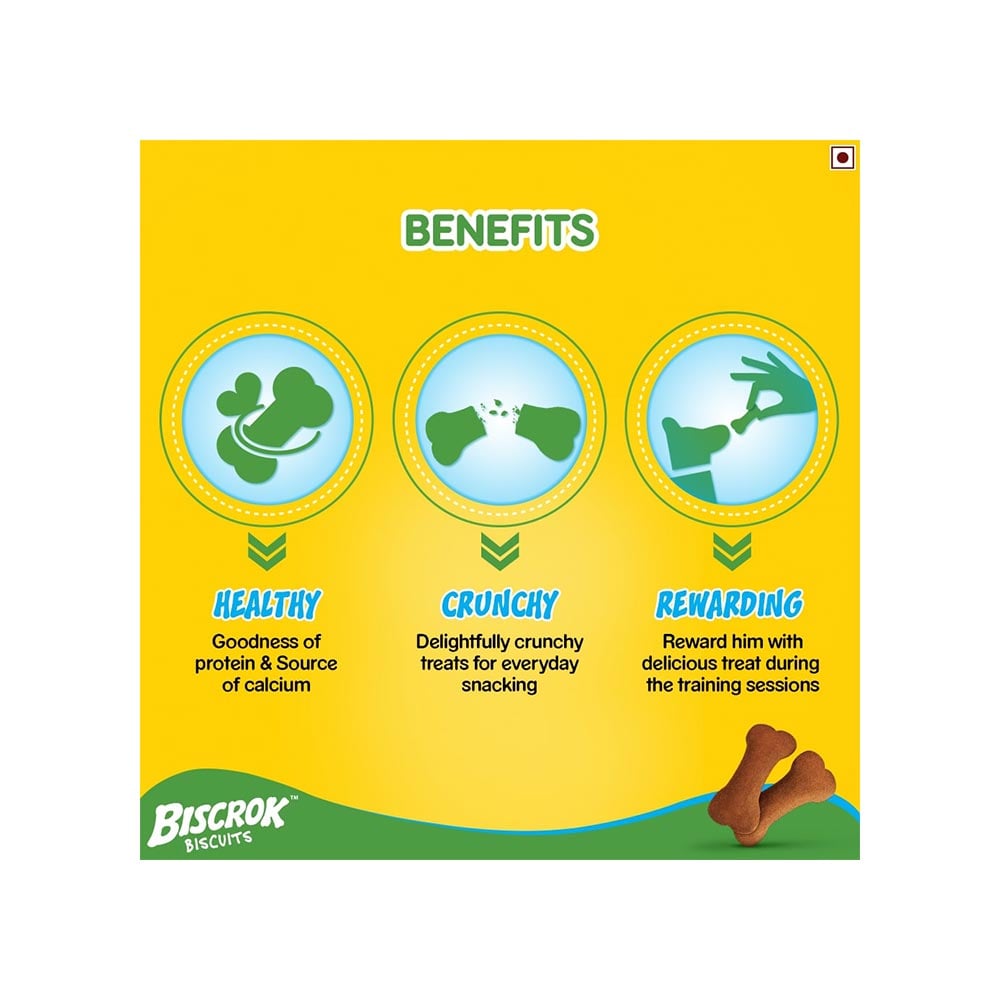 BENEFITS
HEALTHY
Goodness of
protein & Source
of calcium
CRUNCHY
Delightfully crunchy
treats for everyday
snacking
REWARDING
Reward him with
delicious treat during
the training sessions
BISCROK™
BISCUITS